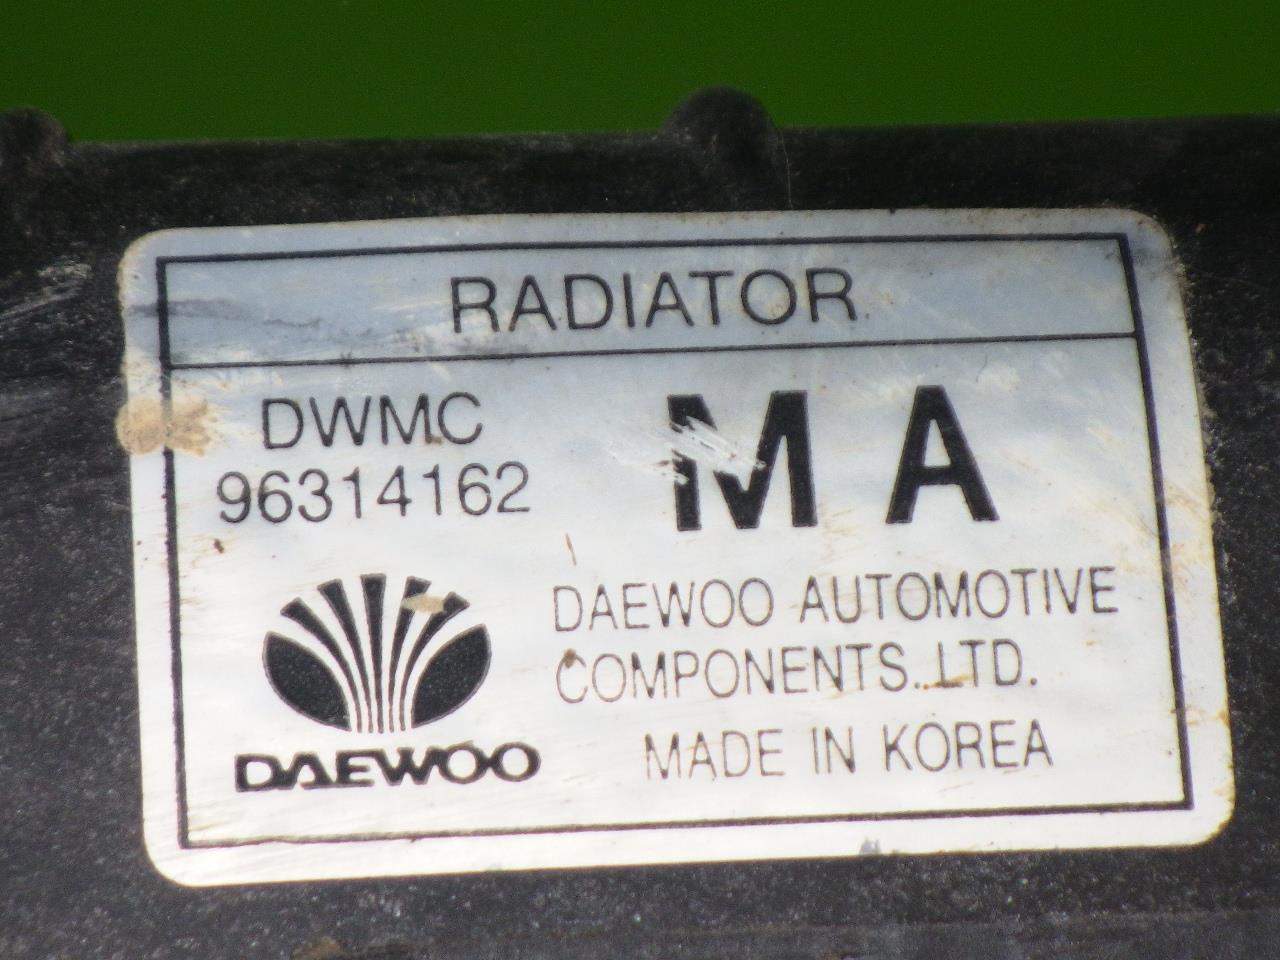 RADIATOR
DWMC
96314162
MA
DAEWOO AUTOMOTIVE
COMPONENTS. LTD.
MADE IN KOREA
DAEWOO